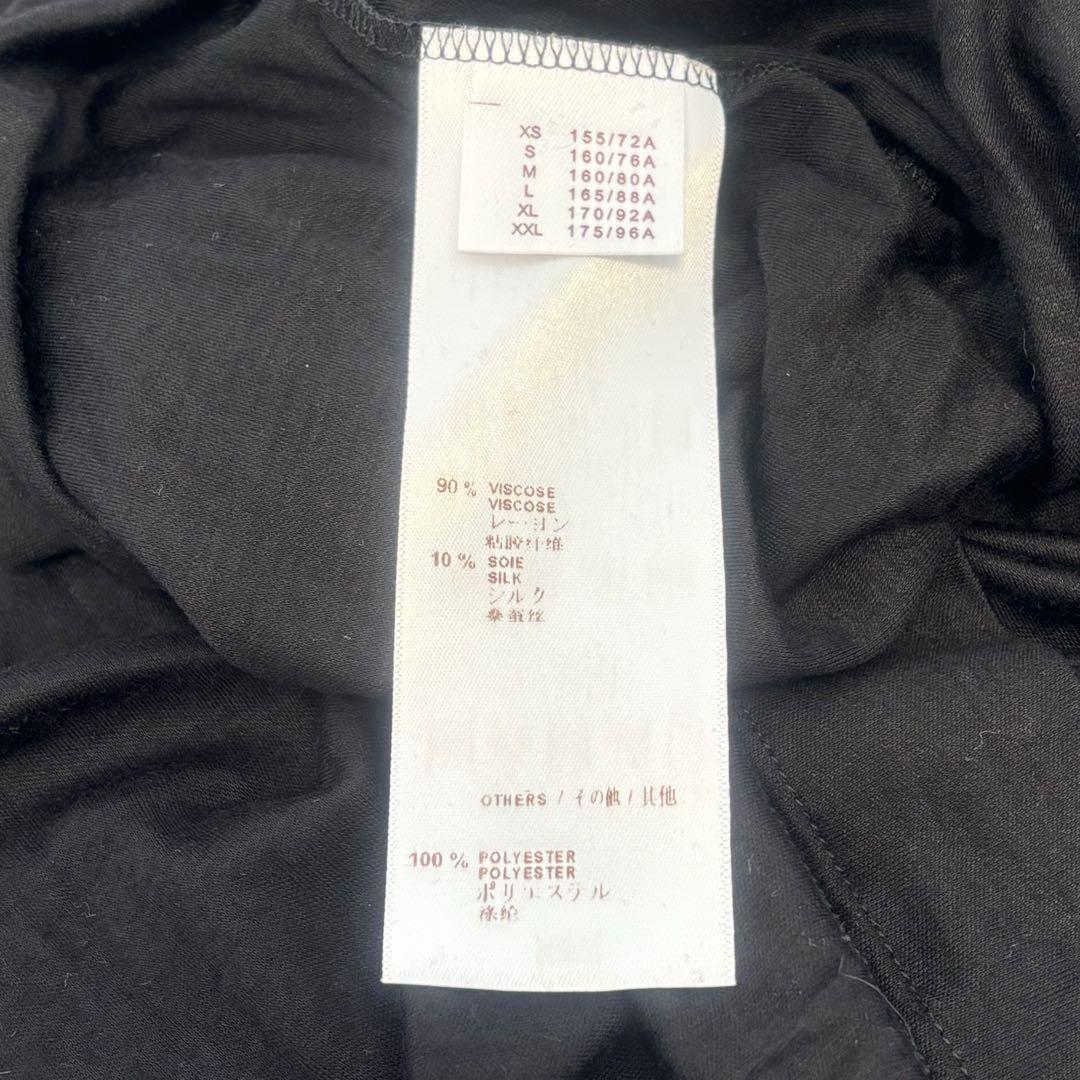 XS 155/72A
S 160/76A
M 160/80A
L 165/88A
XL 170/92A
XXL 175/96A
90 % VISCOSE
VISCOSE
レーヨン
粘胶纤维
10 % SOIE
SILK
シルク
桑蚕丝
OTHERS / その他 / 其他
100 % POLYESTER
POLYESTER
ポリエステル
涤纶